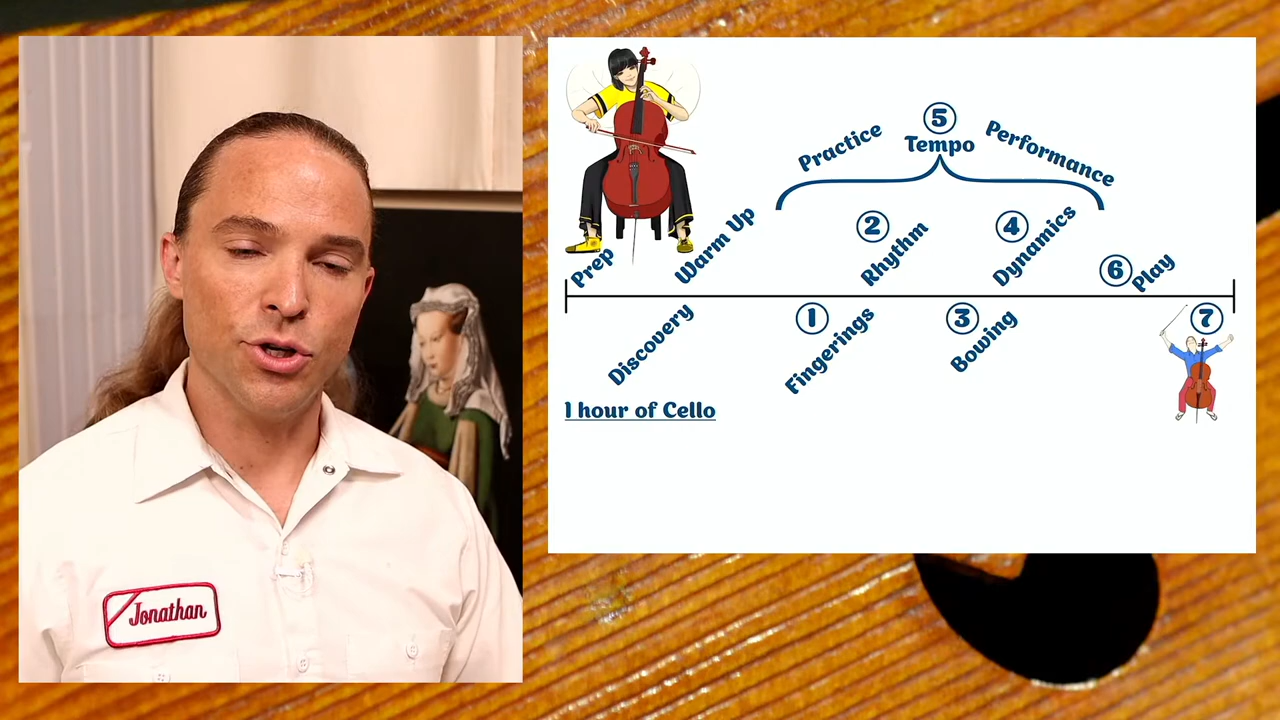 Jonathan
5
Tempo
Practice
Performance
2
Rhythm
4
Dynamics
6
Play
Prep
Warm Up
Discovery
1
Fingerings
3
Bowing
7
1 hour of Cello